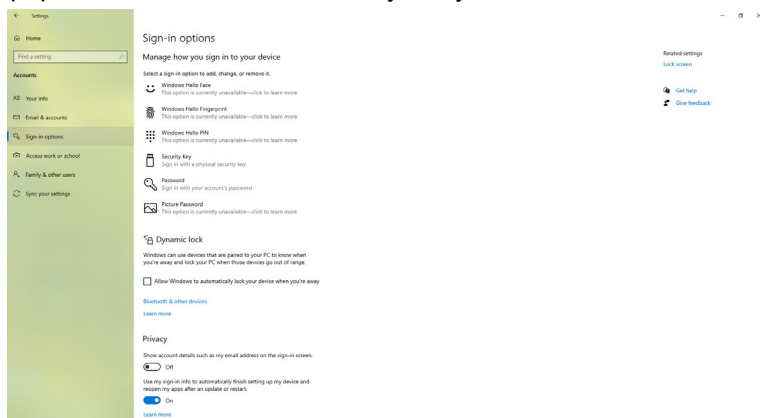 Settings
Home
Find a setting
Accounts
Your info
Email & accounts
Sign-in options
Access work or school
Family & other users
Sync your settings
Sign-in options
Manage how you sign in to your device
Select a sign-in option to add, change, or remove it.
Windows Hello Face
This option is currently unavailable—click to learn more
Windows Hello Fingerprint
This option is currently unavailable—click to learn more
Windows Hello PIN
This option is currently unavailable—click to learn more
Security Key
Sign in with a physical security key
Password
Sign in with your account's password
Picture Password
This option is currently unavailable—click to learn more
Dynamic lock
Windows can use devices that are paired to your PC to know when
you're away and lock your PC when those devices go out of range.
Allow Windows to automatically lock your device when you're away
Bluetooth & other devices
Learn more
Privacy
Show account details such as my email address on the sign-in screen.
Off
Use my sign-in info to automatically finish setting up my device and
reopen my apps after an update or restart.
On
Learn more
Related settings
Lock screen
Get help
Give feedback